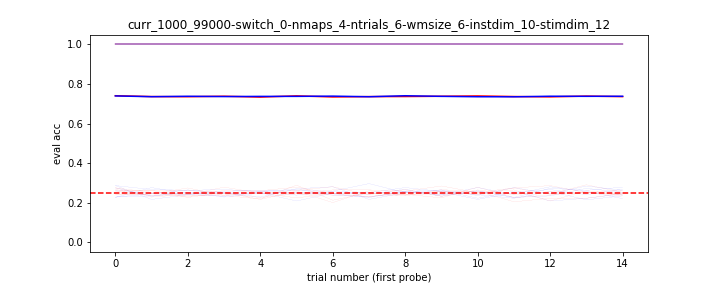 curr_1000_99000-switch_0-nmaps_4-ntrials_6-wmsize_6-instdim_10-stimdim_12
eval acc
1.0
0.8
0.6
0.4
0.2
0.0
0 2 4 6 8 10 12 14
trial number (first probe)